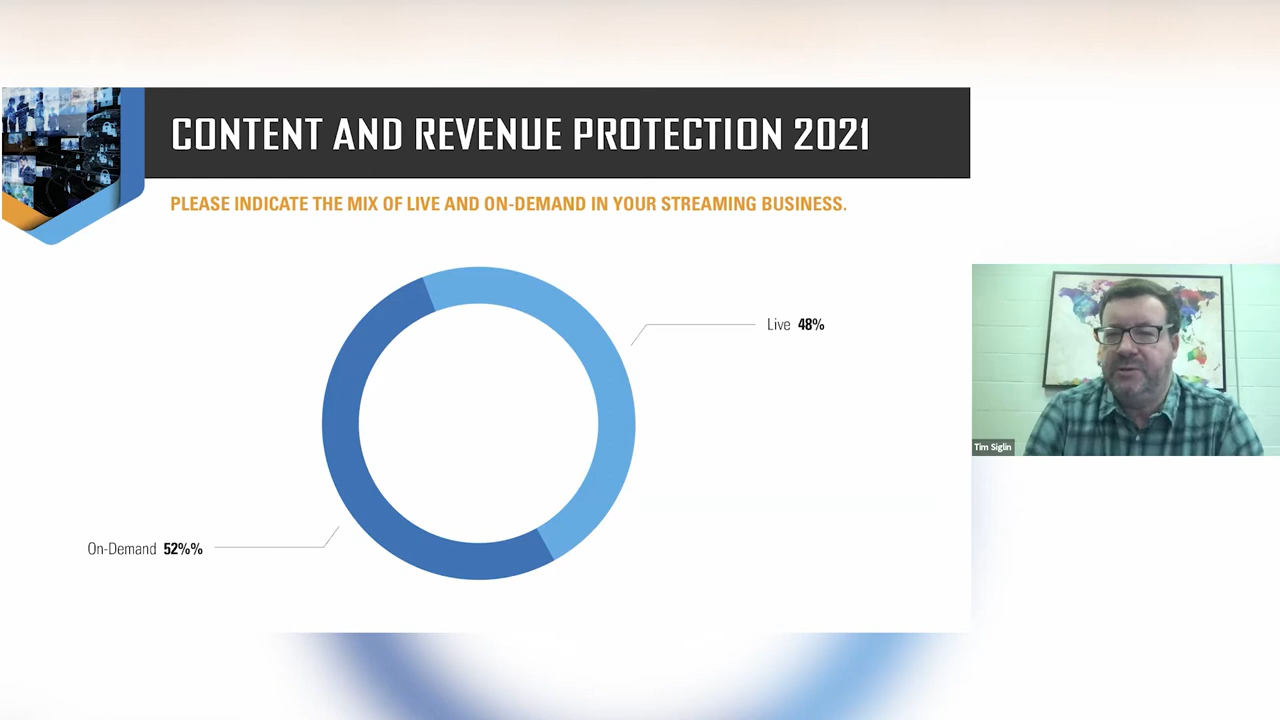 CONTENT AND REVENUE PROTECTION 2021
PLEASE INDICATE THE MIX OF LIVE AND ON-DEMAND IN YOUR STREAMING BUSINESS.
Live 48%
Tim Siglin
On-Demand 52%%